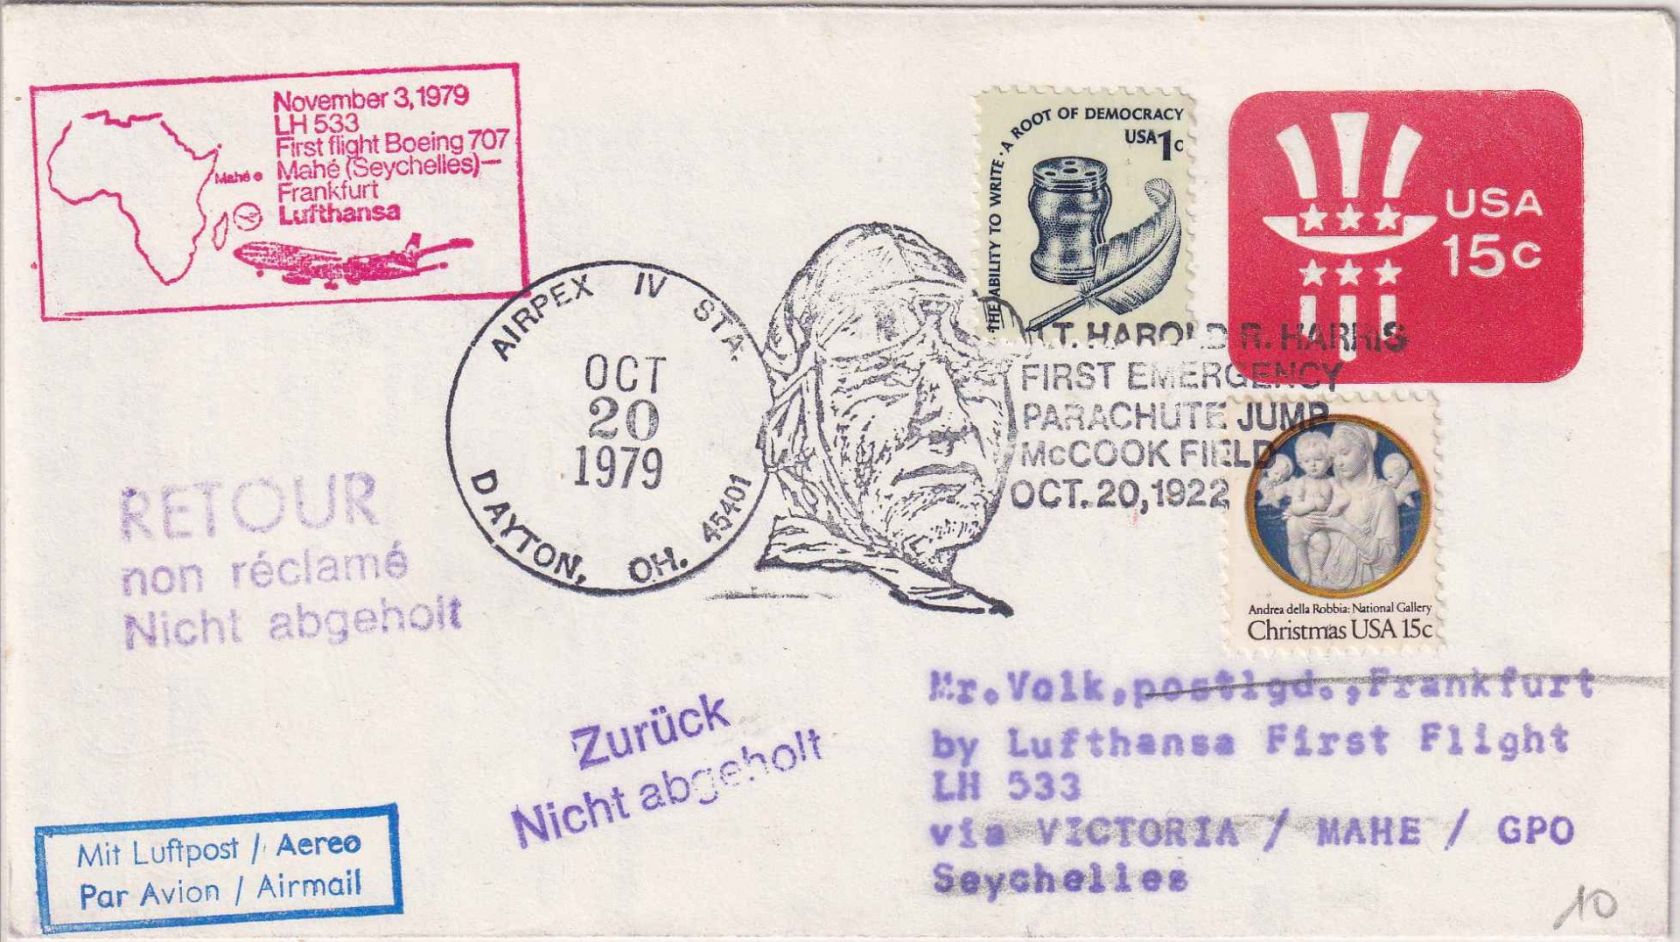 November 3, 1979
LH 533
First flight Boeing 707
Mahé (Seychelles)–
Frankfurt
Lufthansa
Mahé
THE ABILITY TO WRITE · A ROOT OF DEMOCRACY
USA 1c
USA
15c
AIRPEX IV STA.
OCT
20
1979
DAYTON, OH. 45401
LT. HAROLD R. HARRIS
FIRST EMERGENCY
PARACHUTE JUMP
McCOOK FIELD
OCT. 20, 1922
Andrea della Robbia: National Gallery
Christmas USA 15c
RETOUR
non réclamé
Nicht abgeholt
Zurück
Nicht abgeholt
Mr. Volk, postlgd., Frankfurt
by Lufthansa First Flight
LH 533
via VICTORIA / MAHE / GPO
Seychelles
Mit Luftpost / Aereo
Par Avion / Airmail
10